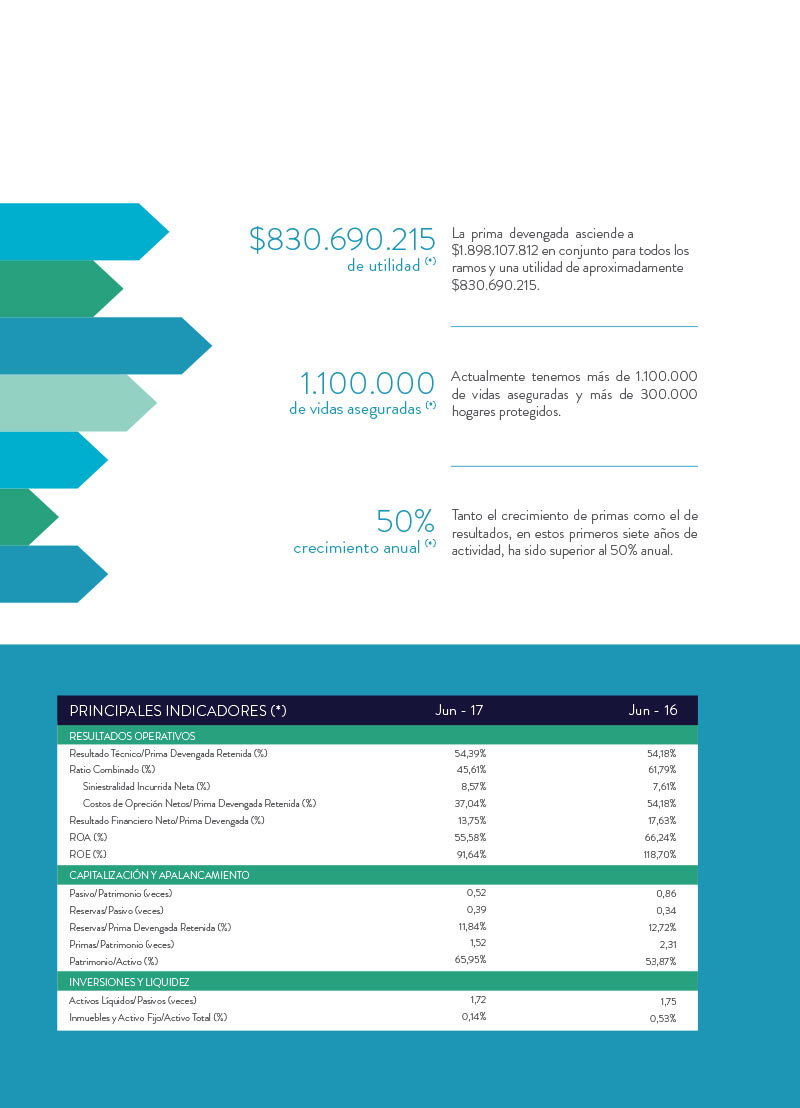 $830.690.215
de utilidad (*)
La prima devengada asciende a
$1.898.107.812 en conjunto para todos los
ramos y una utilidad de aproximadamente
$830.690.215.
1.100.000
de vidas aseguradas (*)
Actualmente tenemos más de 1.100.000
de vidas aseguradas y más de 300.000
hogares protegidos.
50%
crecimiento anual (*)
Tanto el crecimiento de primas como el de
resultados, en estos primeros siete años de
actividad, ha sido superior al 50% anual.
PRINCIPALES INDICADORES (*) Jun - 17 Jun - 16
RESULTADOS OPERATIVOS
Resultado Técnico/Prima Devengada Retenida (%) 54,39% 54,18%
Ratio Combinado (%) 45,61% 61,79%
Siniestralidad Incurrida Neta (%) 8,57% 7,61%
Costos de Opreción Netos/Prima Devengada Retenida (%) 37,04% 54,18%
Resultado Financiero Neto/Prima Devengada (%) 13,75% 17,63%
ROA (%) 55,58% 66,24%
ROE (%) 91,64% 118,70%
CAPITALIZACIÓN Y APALANCAMIENTO
Pasivo/Patrimonio (veces) 0,52 0,86
Reservas/Pasivo (veces) 0,39 0,34
Reservas/Prima Devengada Retenida (%) 11,84% 12,72%
Primas/Patrimonio (veces) 1,52 2,31
Patrimonio/Activo (%) 65,95% 53,87%
INVERSIONES Y LIQUIDEZ
Activos Líquidos/Pasivos (veces) 1,72 1,75
Inmuebles y Activo Fijo/Activo Total (%) 0,14% 0,53%